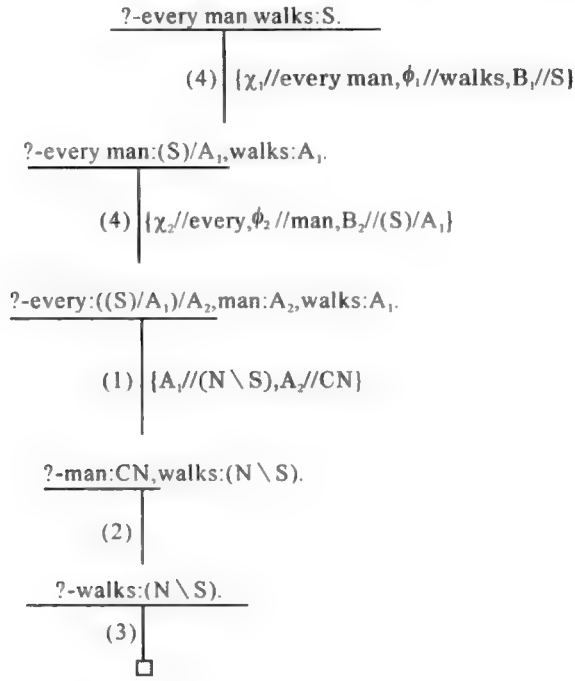 ?-every man walks:S.
(4) {χ₁//every man,ϕ₁//walks,B₁//S}
?-every man:(S)/A₁,walks:A₁.
(4) {χ₂//every,ϕ₂//man,B₂//(S)/A₁}
?-every:((S)/A₁)/A₂,man:A₂,walks:A₁.
(1) {A₁//(N\S),A₂//CN}
?-man:CN,walks:(N\S).
(2)
?-walks:(N\S).
(3)